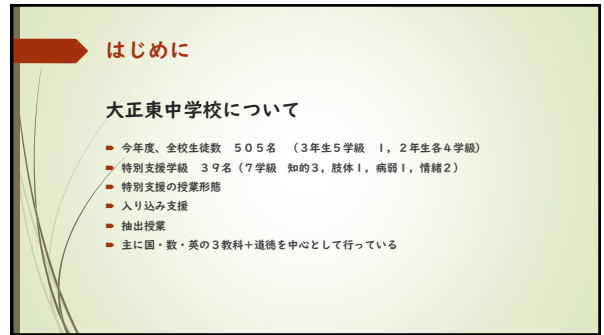 はじめに
大正東中学校について
今年度、全校生徒数　５０５名　（３年生５学級　１，２年生各４学級）
特別支援学級　３９名（７学級　知的３，肢体１，病弱１，情緒２）
特別支援の授業形態
入り込み支援
抽出授業
主に国・数・英の３教科＋道徳を中心として行っている